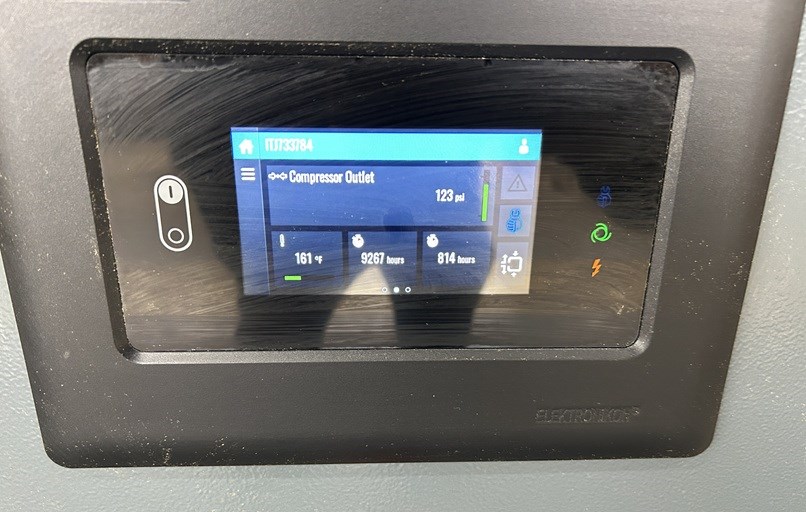 ITJ733784
Compressor Outlet
123 psi
161 °F
9267 hours
814 hours
ELEKTRONIKON®